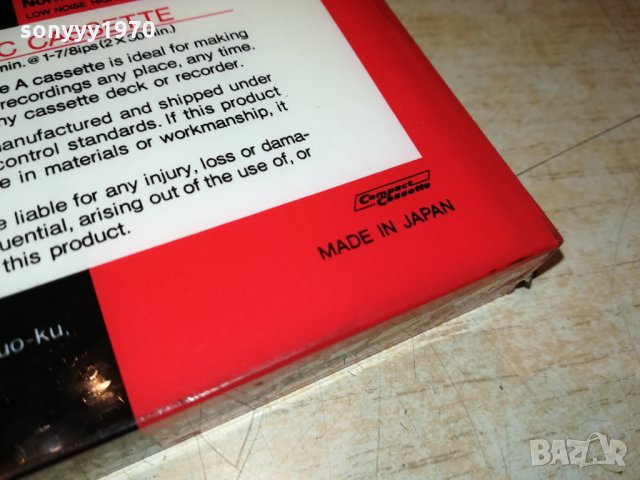 sonyyy1970
LOW NOISE
C CASSETTE
min. @ 1-7/8ips (2 X 30min.)
A cassette is ideal for making
recordings any place, any time.
cassette deck or recorder.
manufactured and shipped under
control standards. If this product
in materials or workmanship, it
liable for any injury, loss or dama-
arising out of the use of, or
this product.
Compact
Cassette
MADE IN JAPAN
uo-ku,
BAZAR